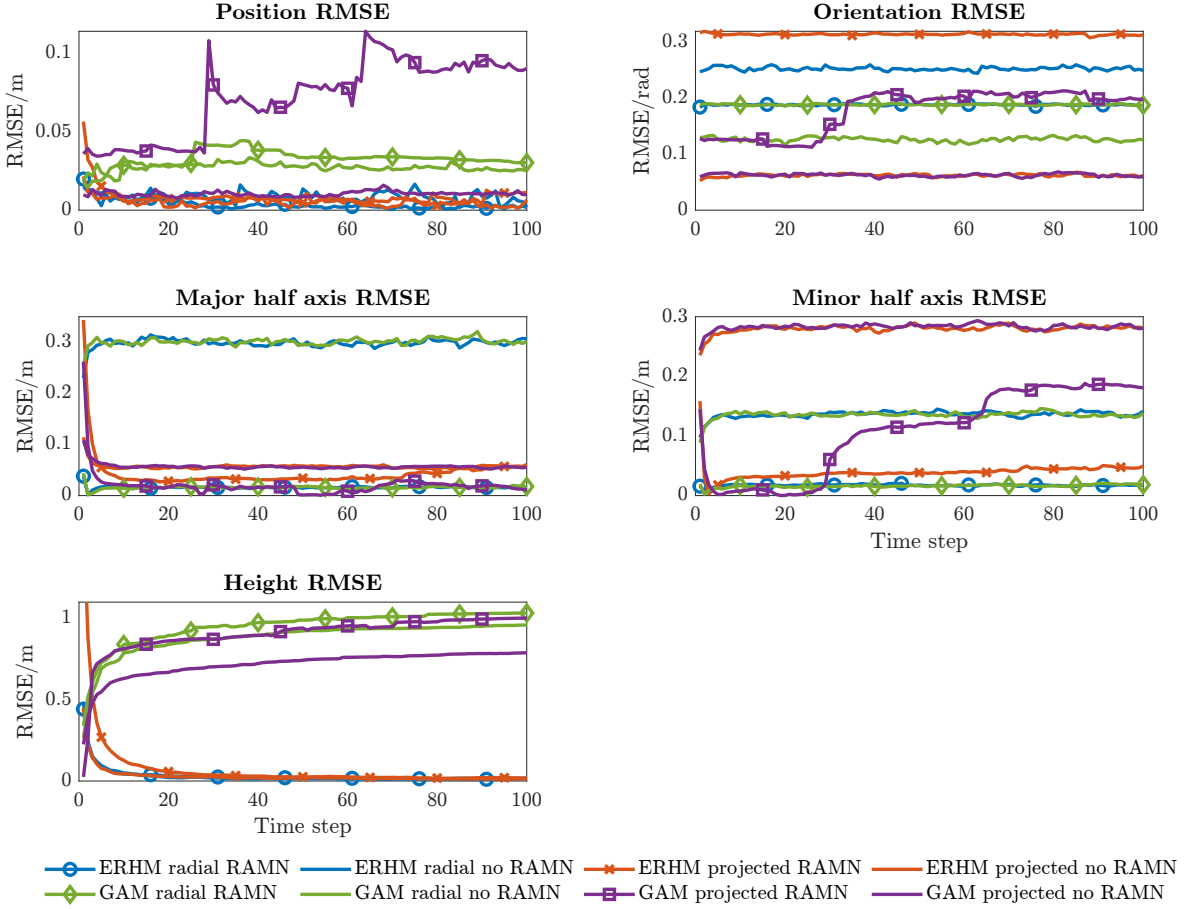 Position RMSE
Orientation RMSE
RMSE/m
0.1
0.05
0
0 20 40 60 80 100
RMSE/rad
0.3
0.2
0.1
0
0 20 40 60 80 100
Major half axis RMSE
Minor half axis RMSE
RMSE/m
0.3
0.2
0.1
0
0 20 40 60 80 100
RMSE/m
0.3
0.2
0.1
0
0 20 40 60 80 100
Time step
Height RMSE
RMSE/m
1
0.5
0
0 20 40 60 80 100
Time step
ERHM radial RAMN ERHM radial no RAMN ERHM projected RAMN ERHM projected no RAMN
GAM radial RAMN GAM radial no RAMN GAM projected RAMN GAM projected no RAMN